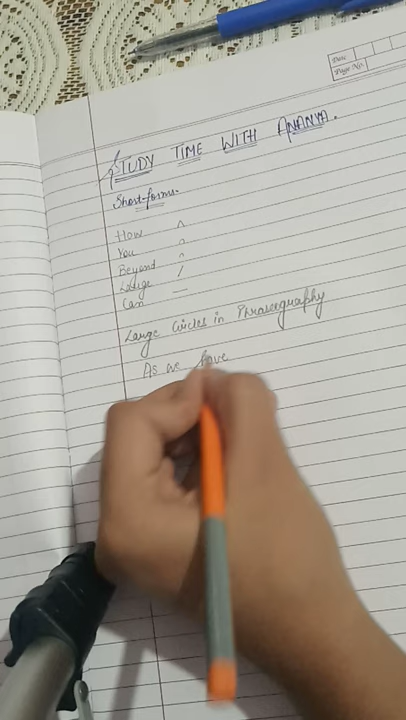 Date
Page No.
STUDY TIME WITH ANANYA.
Short-forms.
How
You
Beyond
Large
Can
Large Circles in Phraseography
As we have